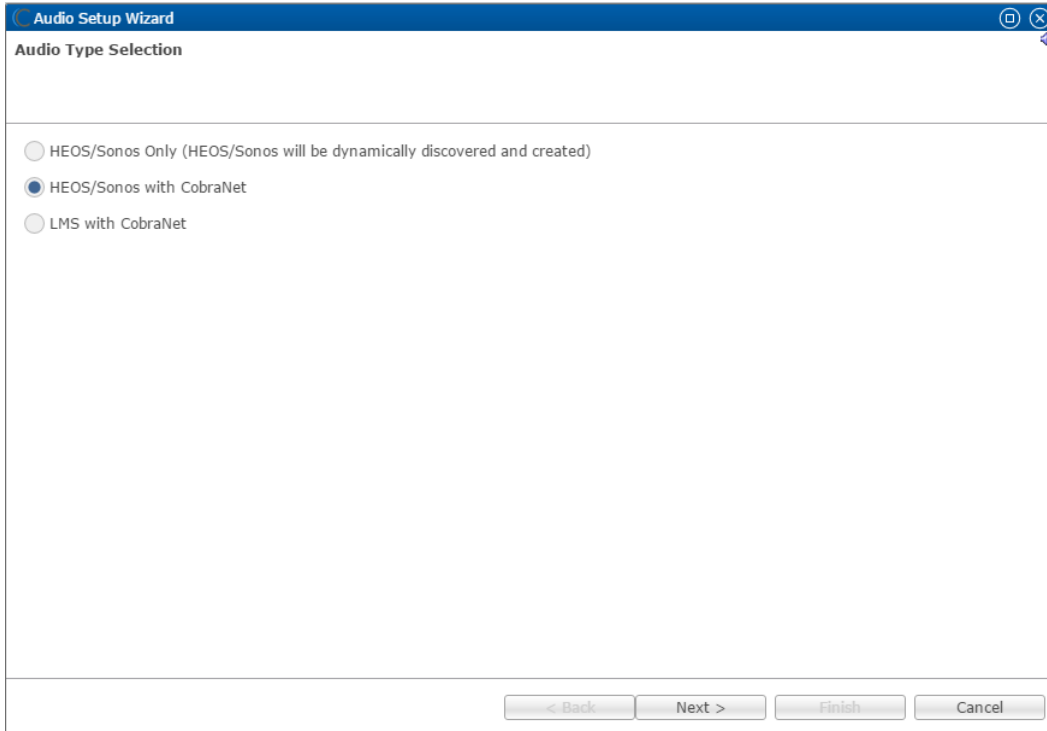 Audio Setup Wizard
Audio Type Selection
HEOS/Sonos Only (HEOS/Sonos will be dynamically discovered and created)
HEOS/Sonos with CobraNet
LMS with CobraNet
< Back Next > Finish Cancel